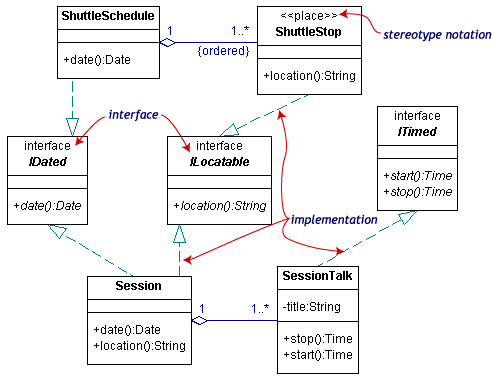 ShuttleSchedule
+date():Date
1
1..*
{ordered}
<<place>>
ShuttleStop
+location():String
stereotype notation
interface
interface
IDated
+date():Date
interface
ILocatable
+location():String
interface
ITimed
+start():Time
+stop():Time
implementation
Session
+date():Date
+location():String
1
1..*
SessionTalk
-title:String
+stop():Time
+start():Time